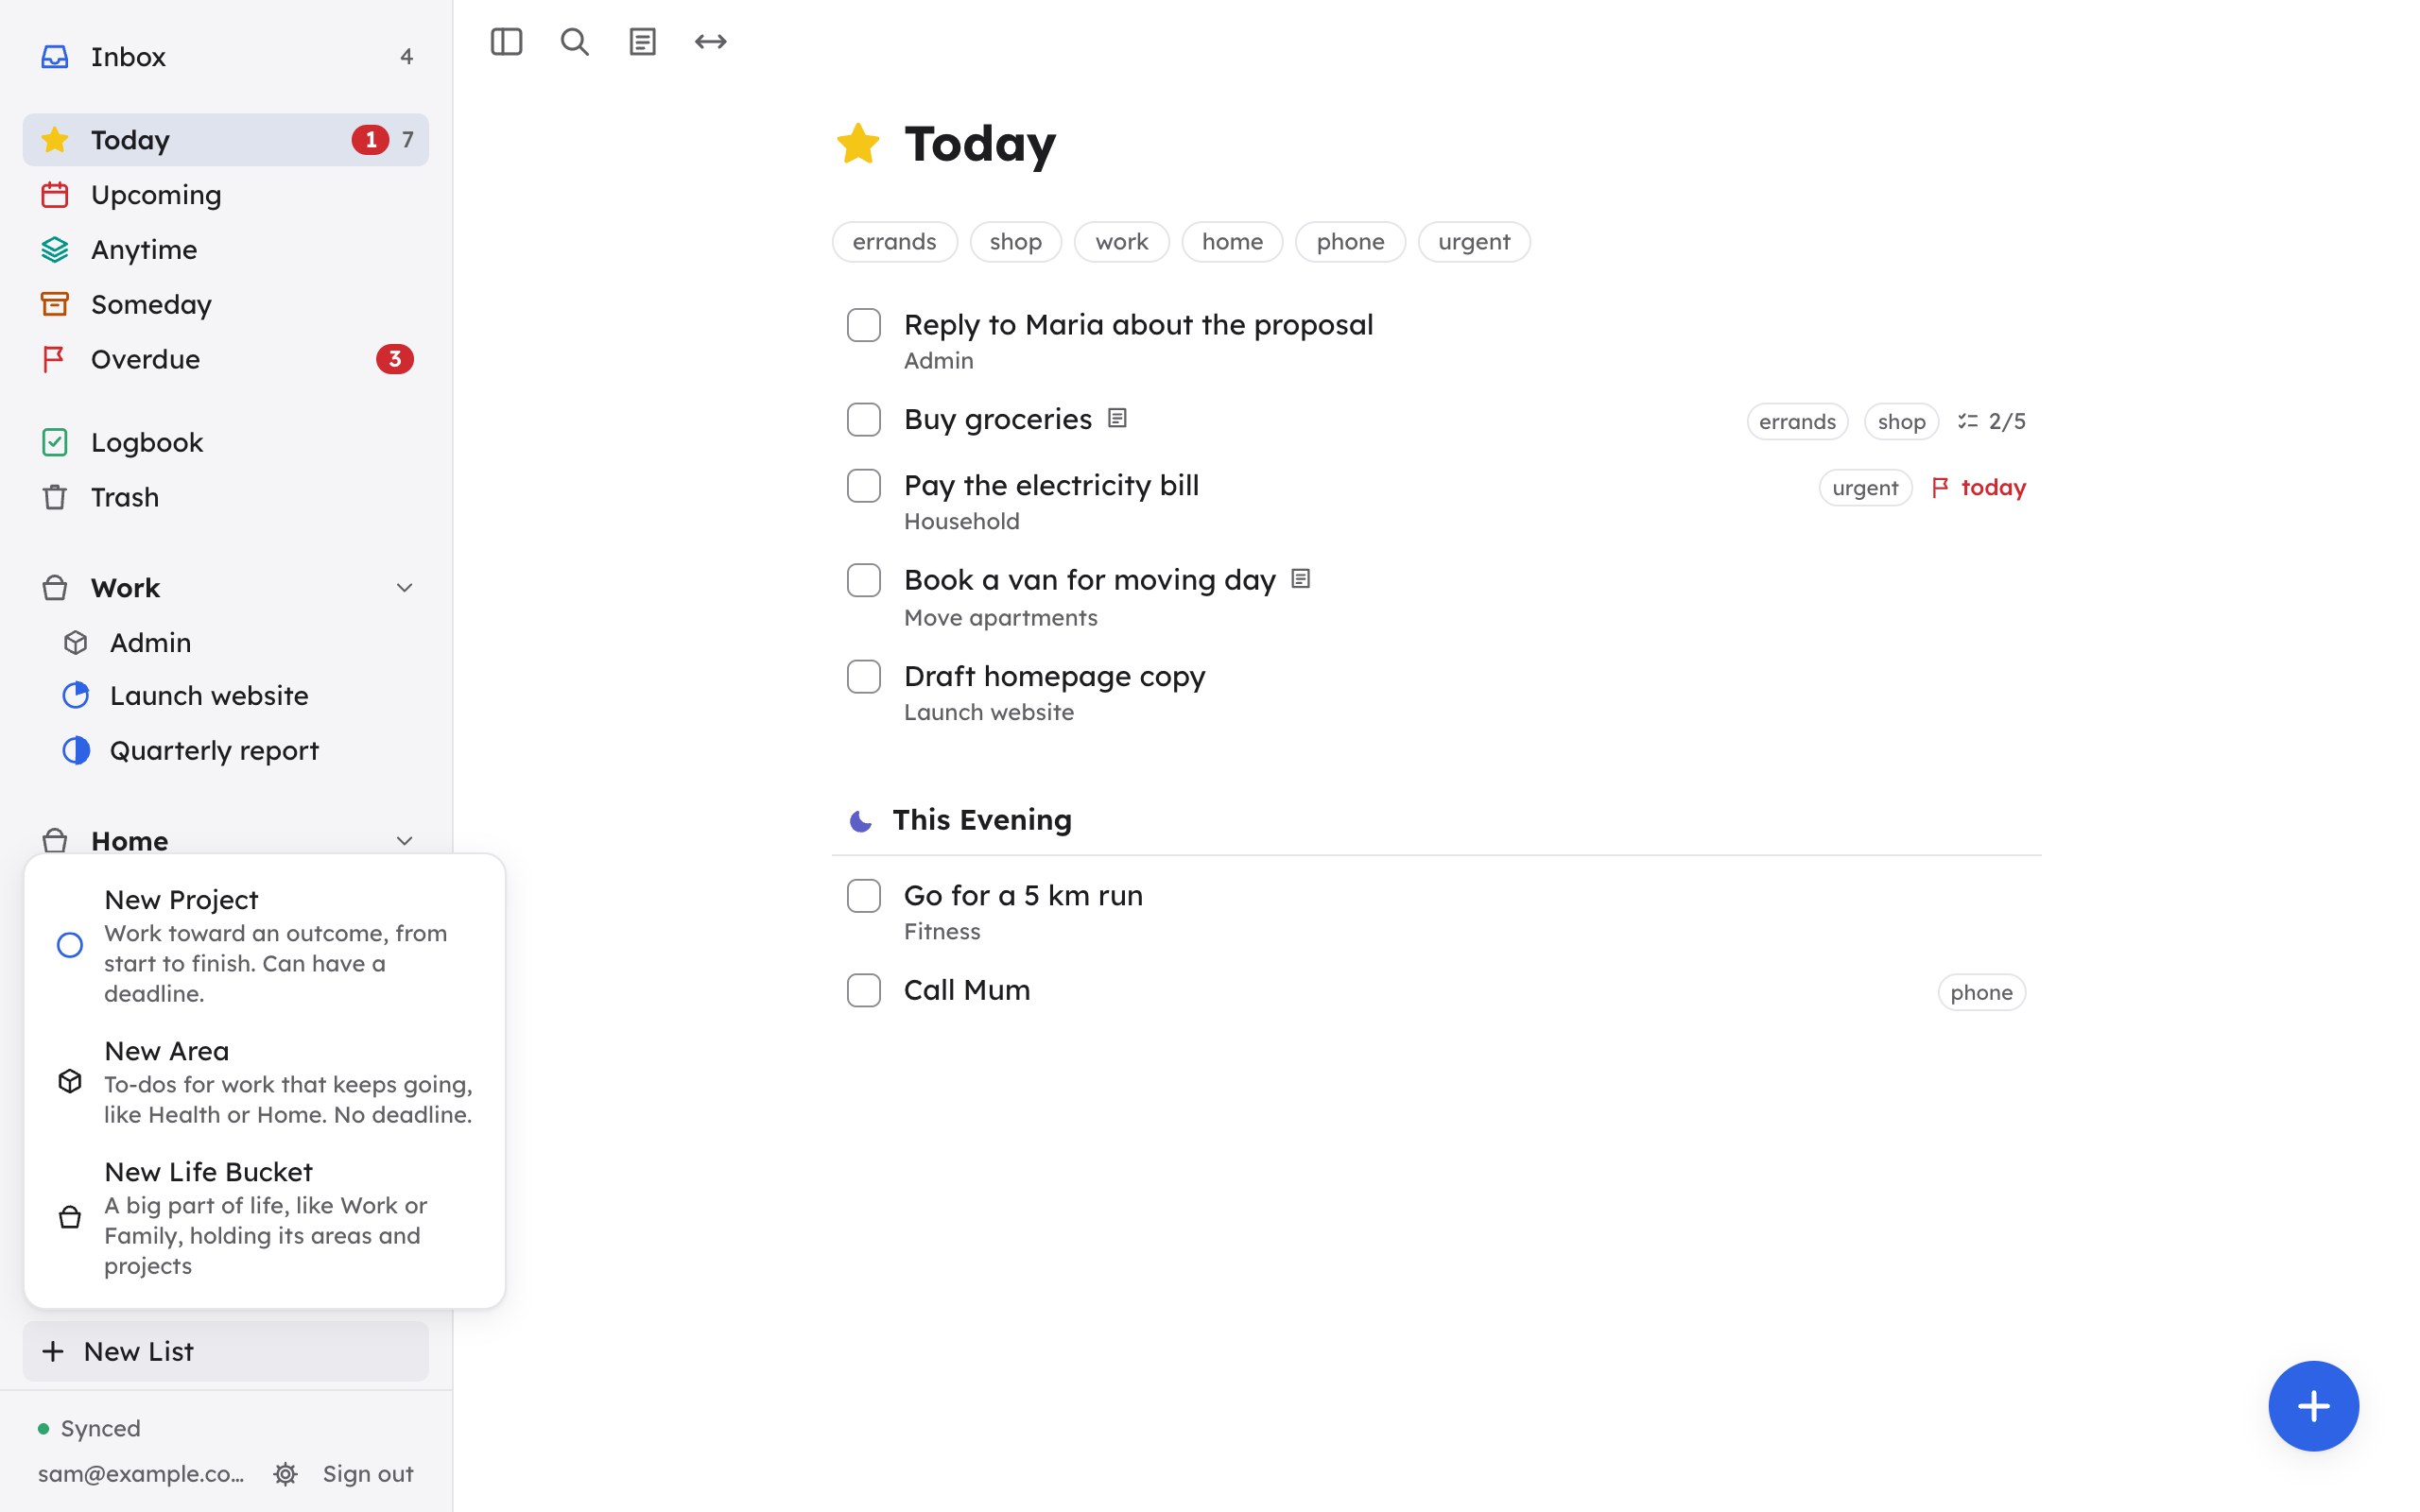 Inbox 4
Today 1 7
Upcoming
Anytime
Someday
Overdue 3
Logbook
Trash
Work
Admin
Launch website
Quarterly report
Home
New Project
Work toward an outcome, from
start to finish. Can have a
deadline.
New Area
To-dos for work that keeps going,
like Health or Home. No deadline.
New Life Bucket
A big part of life, like Work or
Family, holding its areas and
projects
New List
Synced
sam@example.co... Sign out
Today
errands shop work home phone urgent
Reply to Maria about the proposal
Admin
Buy groceries errands shop 2/5
Pay the electricity bill urgent today
Household
Book a van for moving day
Move apartments
Draft homepage copy
Launch website
This Evening
Go for a 5 km run
Fitness
Call Mum phone